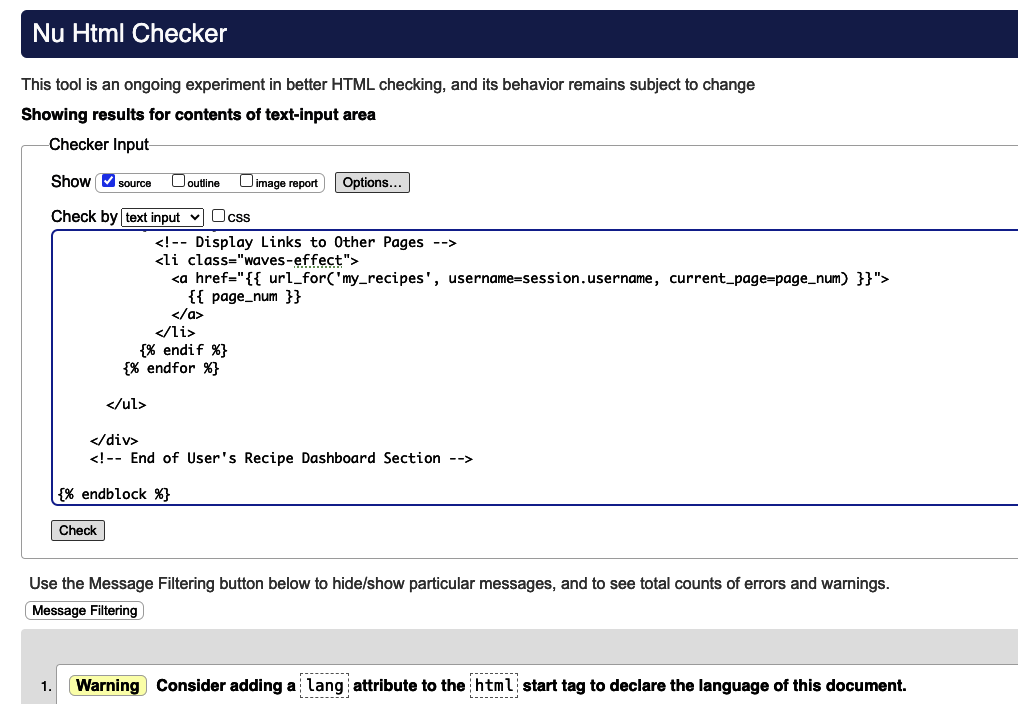 Nu Html Checker
This tool is an ongoing experiment in better HTML checking, and its behavior remains subject to change
Showing results for contents of text-input area
Checker Input
Show source outline image report Options...
Check by text input css
<!-- Display Links to Other Pages -->
<li class="waves-effect">
<a href="{{ url_for('my_recipes', username=session.username, current_page=page_num) }}">
{{ page_num }}
</a>
</li>
{% endif %}
{% endfor %}
</ul>
</div>
<!-- End of User's Recipe Dashboard Section -->
{% endblock %}
Check
Use the Message Filtering button below to hide/show particular messages, and to see total counts of errors and warnings.
Message Filtering
1. Warning Consider adding a lang attribute to the html start tag to declare the language of this document.